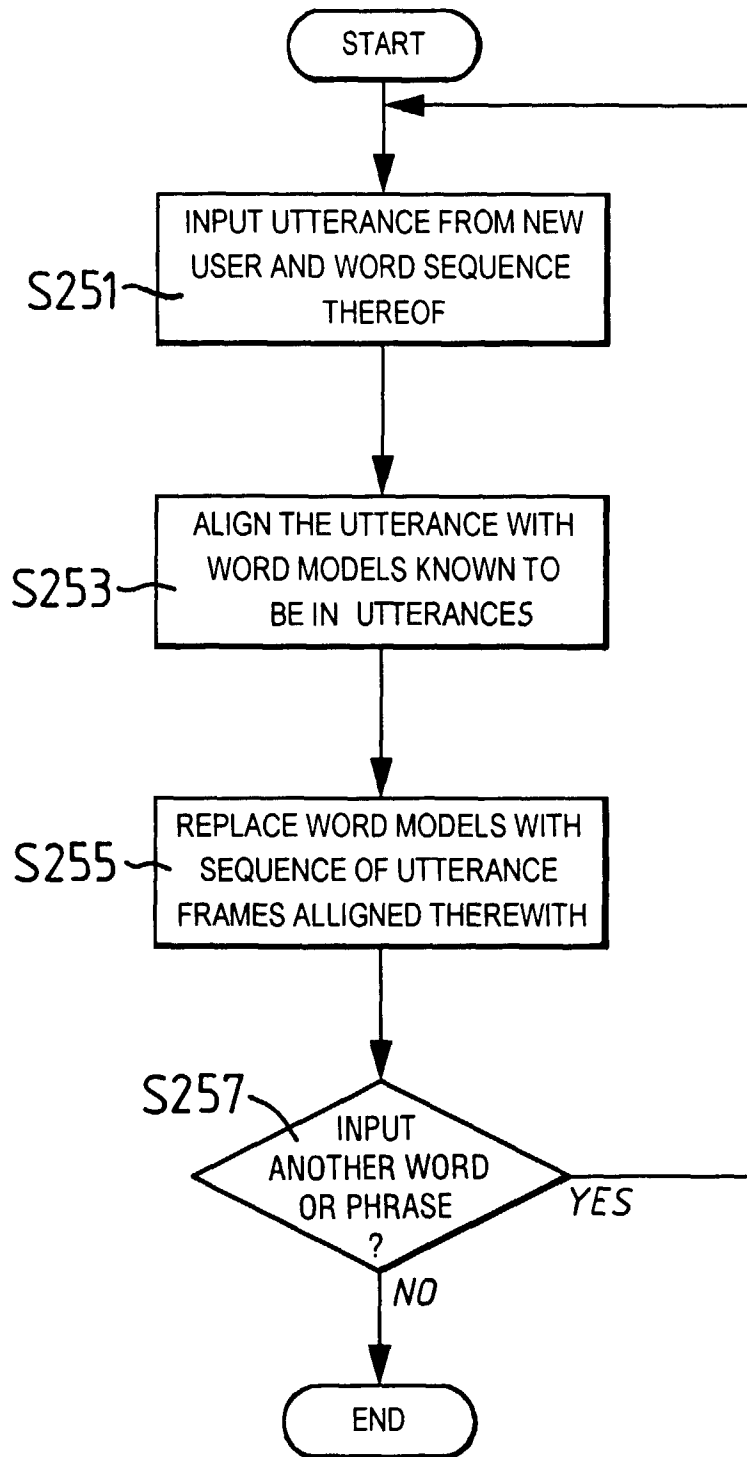 START
INPUT UTTERANCE FROM NEW
USER AND WORD SEQUENCE
THEREOF
S251
ALIGN THE UTTERANCE WITH
WORD MODELS KNOWN TO
BE IN UTTERANCES
S253
REPLACE WORD MODELS WITH
SEQUENCE OF UTTERANCE
FRAMES ALLIGNED THEREWITH
S255
S257
INPUT
ANOTHER WORD
OR PHRASE
?
YES
NO
END